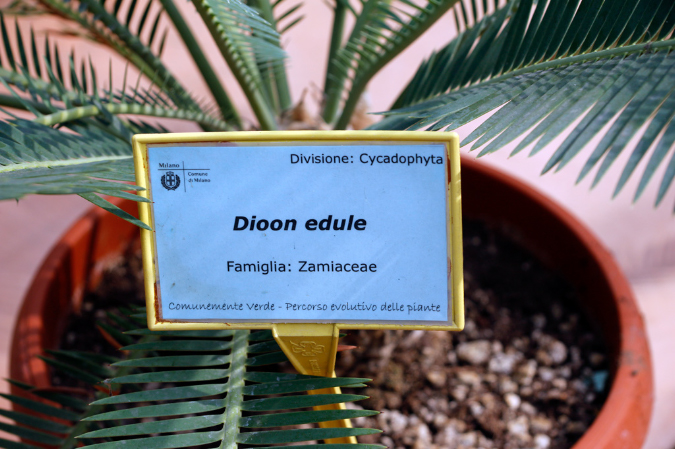 Divisione: Cycadophyta
Milano
Comune
di Milano
Dioon edule
Famiglia: Zamiaceae
Comunemente Verde - Percorso evolutivo delle piante